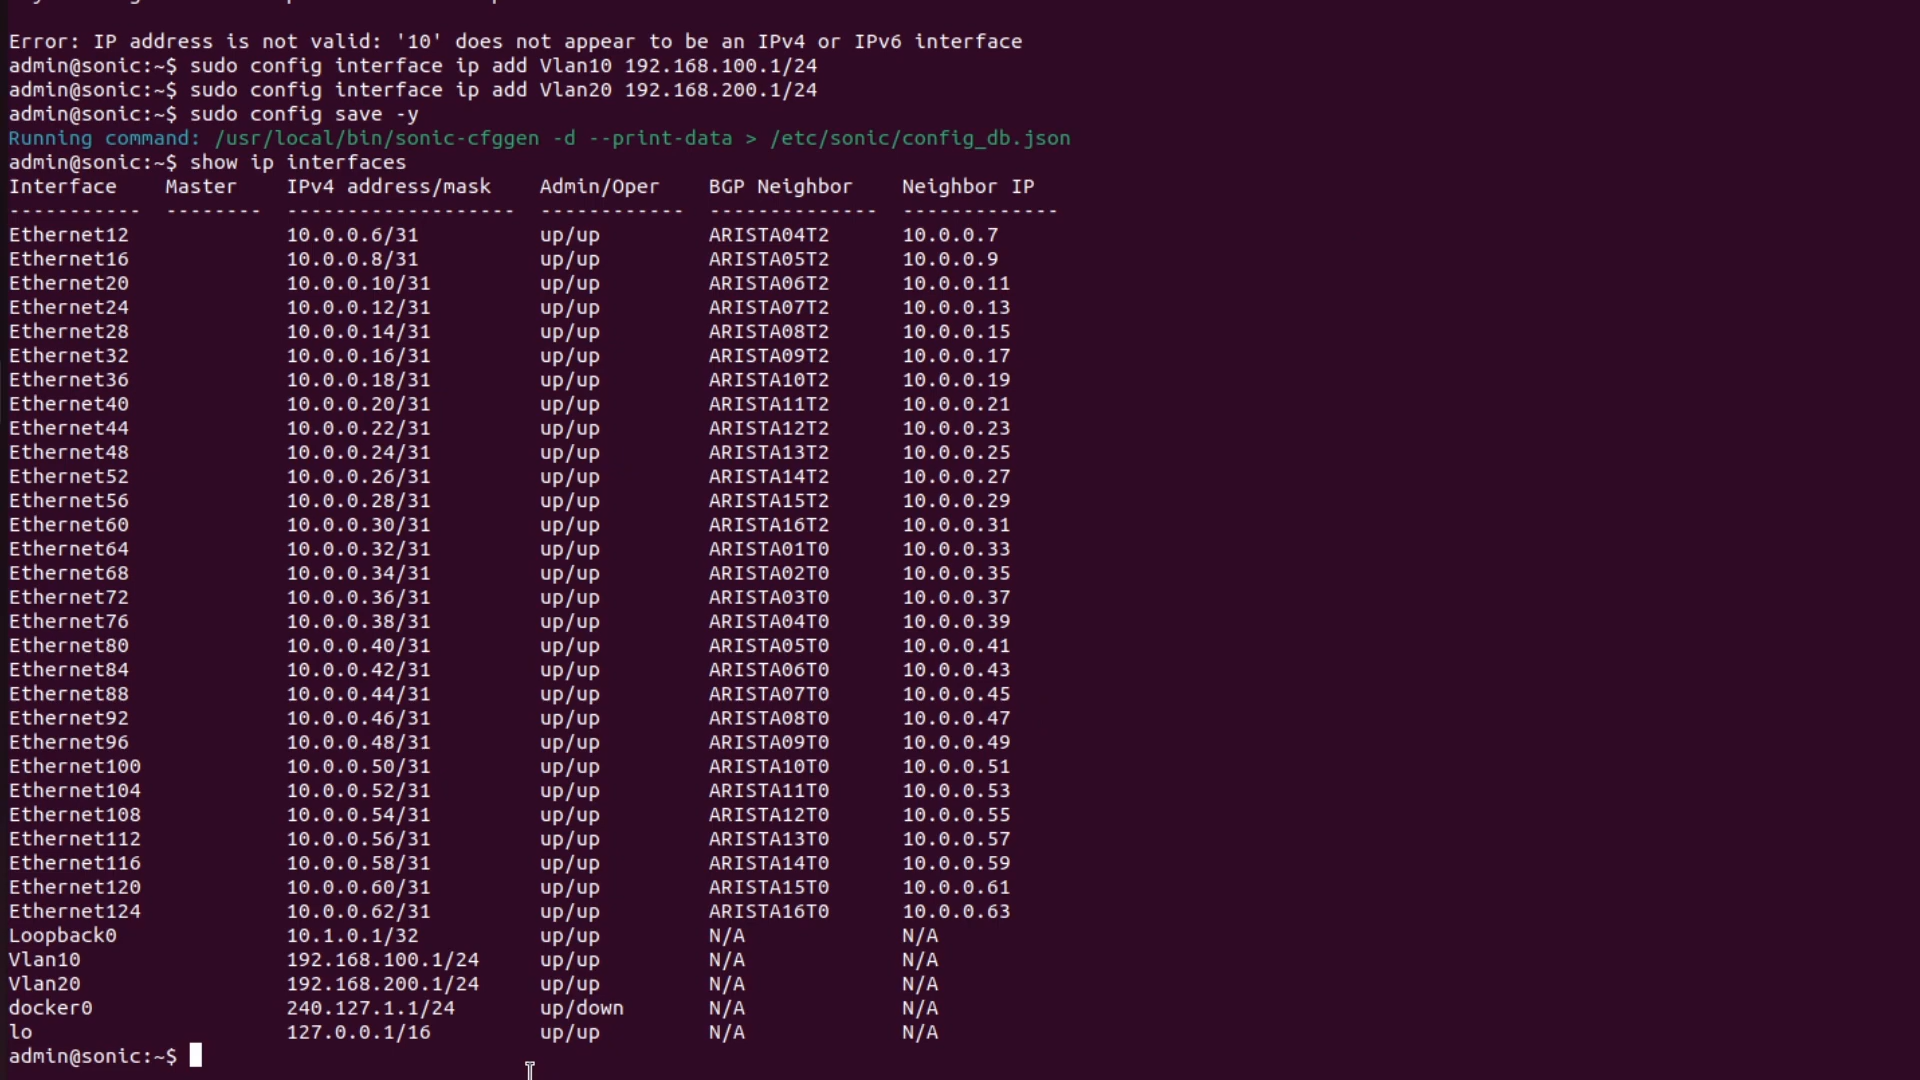 Error: IP address is not valid: '10' does not appear to be an IPv4 or IPv6 interface
admin@sonic:~$ sudo config interface ip add Vlan10 192.168.100.1/24
admin@sonic:~$ sudo config interface ip add Vlan20 192.168.200.1/24
admin@sonic:~$ sudo config save -y
Running command: /usr/local/bin/sonic-cfggen -d --print-data > /etc/sonic/config_db.json
admin@sonic:~$ show ip interfaces
Interface    Master    IPv4 address/mask    Admin/Oper    BGP Neighbor    Neighbor IP
-----------  --------  -------------------  ------------  --------------  -------------
Ethernet12             10.0.0.6/31          up/up         ARISTA04T2      10.0.0.7
Ethernet16             10.0.0.8/31          up/up         ARISTA05T2      10.0.0.9
Ethernet20             10.0.0.10/31         up/up         ARISTA06T2      10.0.0.11
Ethernet24             10.0.0.12/31         up/up         ARISTA07T2      10.0.0.13
Ethernet28             10.0.0.14/31         up/up         ARISTA08T2      10.0.0.15
Ethernet32             10.0.0.16/31         up/up         ARISTA09T2      10.0.0.17
Ethernet36             10.0.0.18/31         up/up         ARISTA10T2      10.0.0.19
Ethernet40             10.0.0.20/31         up/up         ARISTA11T2      10.0.0.21
Ethernet44             10.0.0.22/31         up/up         ARISTA12T2      10.0.0.23
Ethernet48             10.0.0.24/31         up/up         ARISTA13T2      10.0.0.25
Ethernet52             10.0.0.26/31         up/up         ARISTA14T2      10.0.0.27
Ethernet56             10.0.0.28/31         up/up         ARISTA15T2      10.0.0.29
Ethernet60             10.0.0.30/31         up/up         ARISTA16T2      10.0.0.31
Ethernet64             10.0.0.32/31         up/up         ARISTA01T0      10.0.0.33
Ethernet68             10.0.0.34/31         up/up         ARISTA02T0      10.0.0.35
Ethernet72             10.0.0.36/31         up/up         ARISTA03T0      10.0.0.37
Ethernet76             10.0.0.38/31         up/up         ARISTA04T0      10.0.0.39
Ethernet80             10.0.0.40/31         up/up         ARISTA05T0      10.0.0.41
Ethernet84             10.0.0.42/31         up/up         ARISTA06T0      10.0.0.43
Ethernet88             10.0.0.44/31         up/up         ARISTA07T0      10.0.0.45
Ethernet92             10.0.0.46/31         up/up         ARISTA08T0      10.0.0.47
Ethernet96             10.0.0.48/31         up/up         ARISTA09T0      10.0.0.49
Ethernet100            10.0.0.50/31         up/up         ARISTA10T0      10.0.0.51
Ethernet104            10.0.0.52/31         up/up         ARISTA11T0      10.0.0.53
Ethernet108            10.0.0.54/31         up/up         ARISTA12T0      10.0.0.55
Ethernet112            10.0.0.56/31         up/up         ARISTA13T0      10.0.0.57
Ethernet116            10.0.0.58/31         up/up         ARISTA14T0      10.0.0.59
Ethernet120            10.0.0.60/31         up/up         ARISTA15T0      10.0.0.61
Ethernet124            10.0.0.62/31         up/up         ARISTA16T0      10.0.0.63
Loopback0              10.1.0.1/32          up/up         N/A             N/A
Vlan10                 192.168.100.1/24     up/up         N/A             N/A
Vlan20                 192.168.200.1/24     up/up         N/A             N/A
docker0                240.127.1.1/24       up/down       N/A             N/A
lo                     127.0.0.1/16         up/up         N/A             N/A
admin@sonic:~$